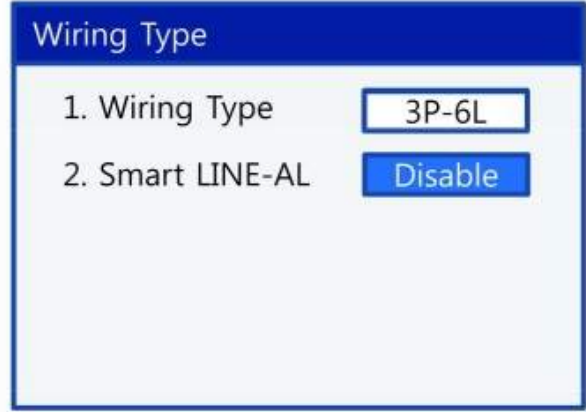 Wiring Type
1. Wiring Type 3P-6L
2. Smart LINE-AL Disable